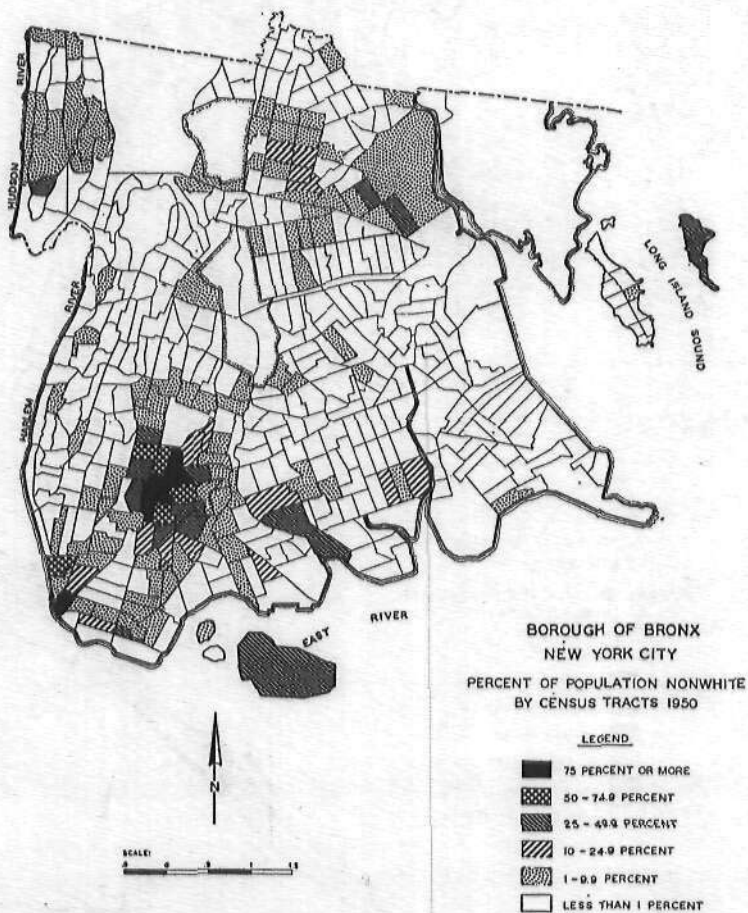 RIVER
HUDSON
RIVER
HARLEM
LONG ISLAND SOUND
EAST
RIVER
BOROUGH OF BRONX
NEW YORK CITY
PERCENT OF POPULATION NONWHITE
BY CENSUS TRACTS 1950
LEGEND
75 PERCENT OR MORE
50 - 74.9 PERCENT
25 - 49.9 PERCENT
10 - 24.9 PERCENT
1 - 9.9 PERCENT
LESS THAN 1 PERCENT
N
SCALE: